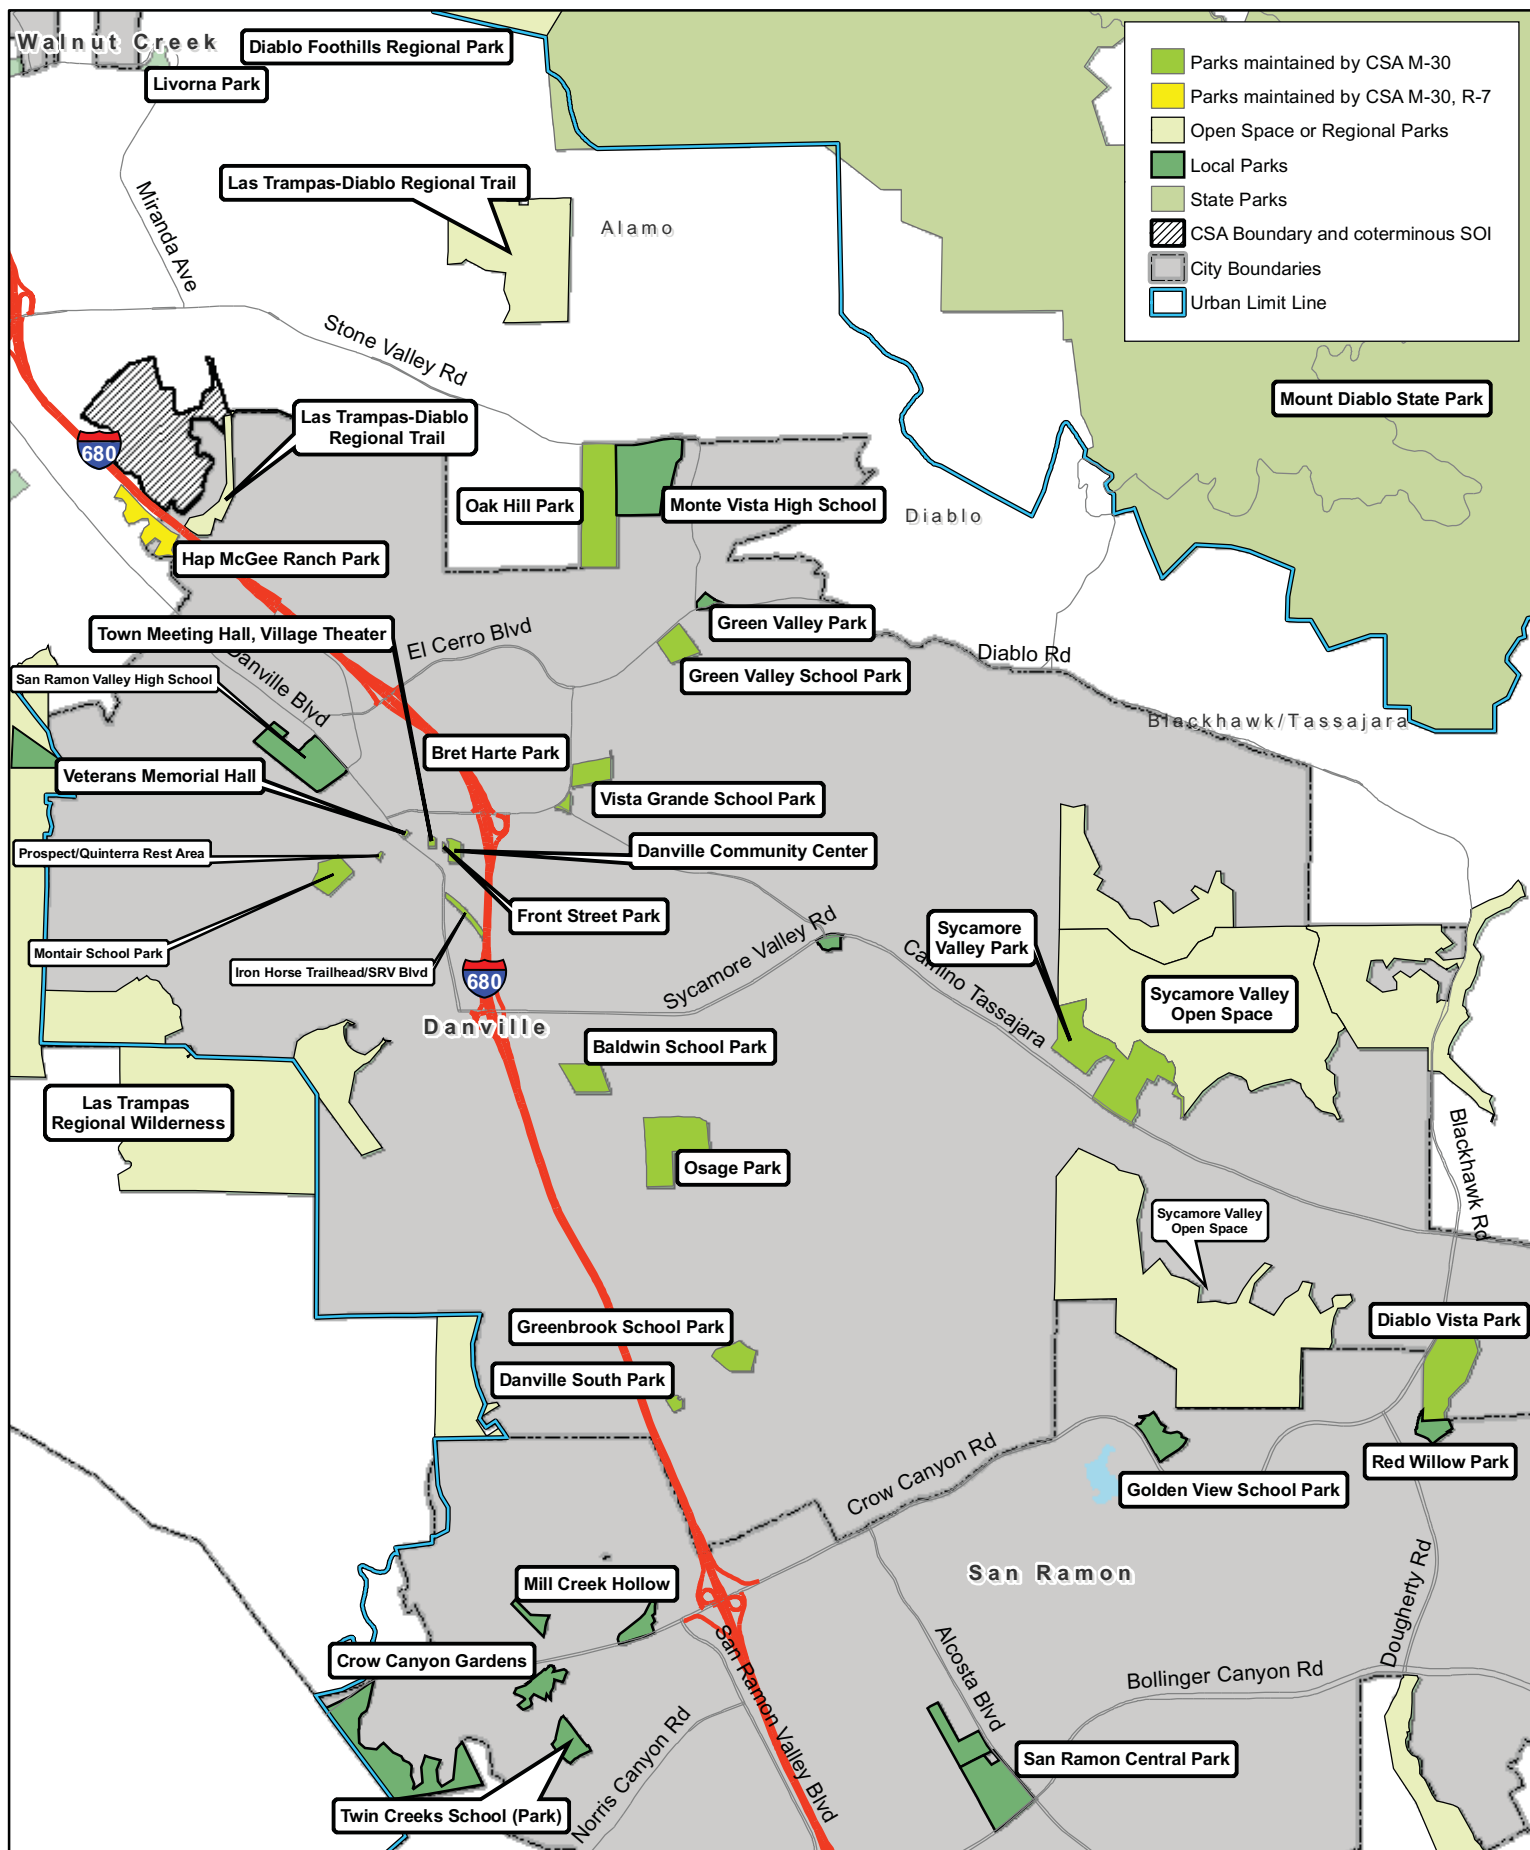 Walnut Creek
Diablo Foothills Regional Park
Livorna Park
Parks maintained by CSA M-30
Parks maintained by CSA M-30, R-7
Open Space or Regional Parks
Local Parks
State Parks
CSA Boundary and coterminous SOI
City Boundaries
Urban Limit Line
Las Trampas-Diablo Regional Trail
Miranda Ave
Alamo
Stone Valley Rd
Mount Diablo State Park
Las Trampas-Diablo
Regional Trail
680
Oak Hill Park
Monte Vista High School
Diablo
Hap McGee Ranch Park
Town Meeting Hall, Village Theater
El Cerro Blvd
Green Valley Park
Diablo Rd
San Ramon Valley High School
Danville Blvd
Green Valley School Park
Blackhawk/Tassajara
Bret Harte Park
Veterans Memorial Hall
Vista Grande School Park
Prospect/Quinterra Rest Area
Danville Community Center
Front Street Park
Montair School Park
Iron Horse Trailhead/SRV Blvd
680
Sycamore Valley Rd
Sycamore
Valley Park
Camino Tassajara
Sycamore Valley
Open Space
Danville
Baldwin School Park
Las Trampas
Regional Wilderness
Osage Park
Blackhawk Rd
Sycamore Valley
Open Space
Greenbrook School Park
Diablo Vista Park
Danville South Park
Crow Canyon Rd
Red Willow Park
Golden View School Park
Mill Creek Hollow
San Ramon
Dougherty Rd
Crow Canyon Gardens
San Ramon Valley Blvd
Alcosta Blvd
Bollinger Canyon Rd
Norris Canyon Rd
San Ramon Central Park
Twin Creeks School (Park)